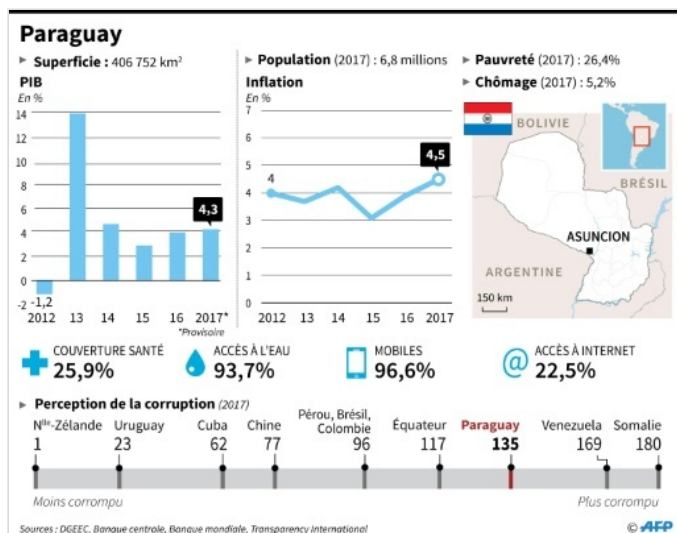 Paraguay
Superficie : 406 752 km²
Population (2017) : 6,8 millions
Pauvreté (2017) : 26,4%
Chômage (2017) : 5,2%
PIB
En %
14
12
10
8
6
4
2
0
-2
-1,2
4,3
2012 13 14 15 16 2017*
*Provisoire
Inflation
En %
7
6
5
4
3
2
1
0
4
4,5
2012 13 14 15 16 2017
BOLIVIE
BRÉSIL
ASUNCION
ARGENTINE
150 km
COUVERTURE SANTÉ
25,9%
ACCÈS À L'EAU
93,7%
MOBILES
96,6%
@
ACCÈS À INTERNET
22,5%
Perception de la corruption (2017)
Nlle-Zélande
1
Uruguay
23
Cuba
62
Chine
77
Pérou, Brésil,
Colombie
96
Équateur
117
Paraguay
135
Venezuela
169
Somalie
180
Moins corrompu
Plus corrompu
Sources : DGEEC, Banque centrale, Banque mondiale, Transparency International
© AFP